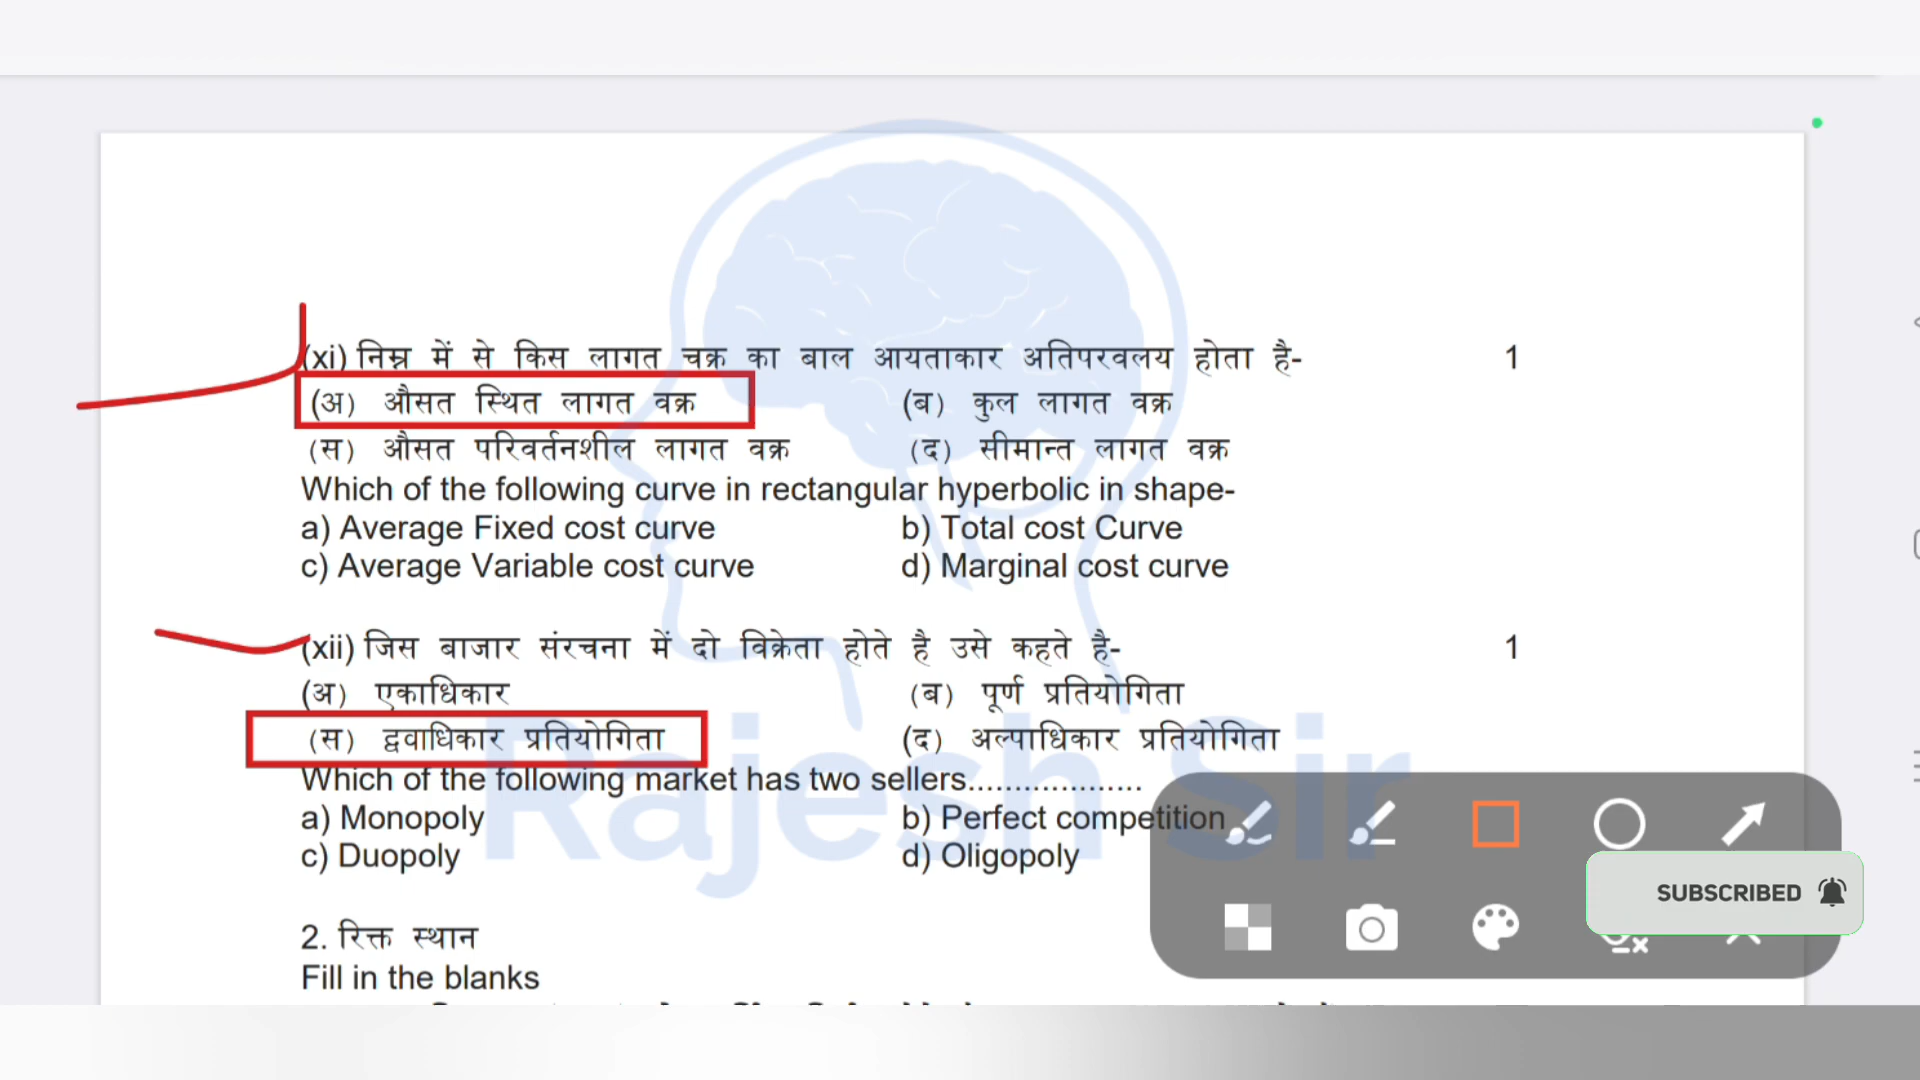 (xi) निम्न में से किस लागत चक्र का बाल आयताकार अतिपरवलय होता है- 1
(अ) औसत स्थित लागत वक्र (ब) कुल लागत वक्र
(स) औसत परिवर्तनशील लागत वक्र (द) सीमान्त लागत वक्र
Which of the following curve in rectangular hyperbolic in shape-
a) Average Fixed cost curve b) Total cost Curve
c) Average Variable cost curve d) Marginal cost curve
(xii) जिस बाजार संरचना में दो विक्रेता होते है उसे कहते है- 1
(अ) एकाधिकार (ब) पूर्ण प्रतियोगिता
(स) द्ववाधिकार प्रतियोगिता (द) अल्पाधिकार प्रतियोगिता
Which of the following market has two sellers...................
a) Monopoly b) Perfect competition
c) Duopoly d) Oligopoly
Rajesh Sir
SUBSCRIBED
2. रिक्त स्थान
Fill in the blanks